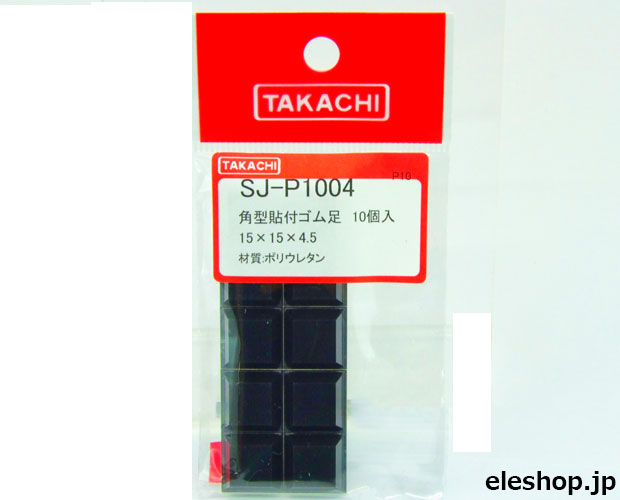 TAKACHI
TAKACHI
P10
SJ-P1004
角型貼付ゴム足 10個入
15×15×4.5
材質:ポリウレタン
eleshop.jp